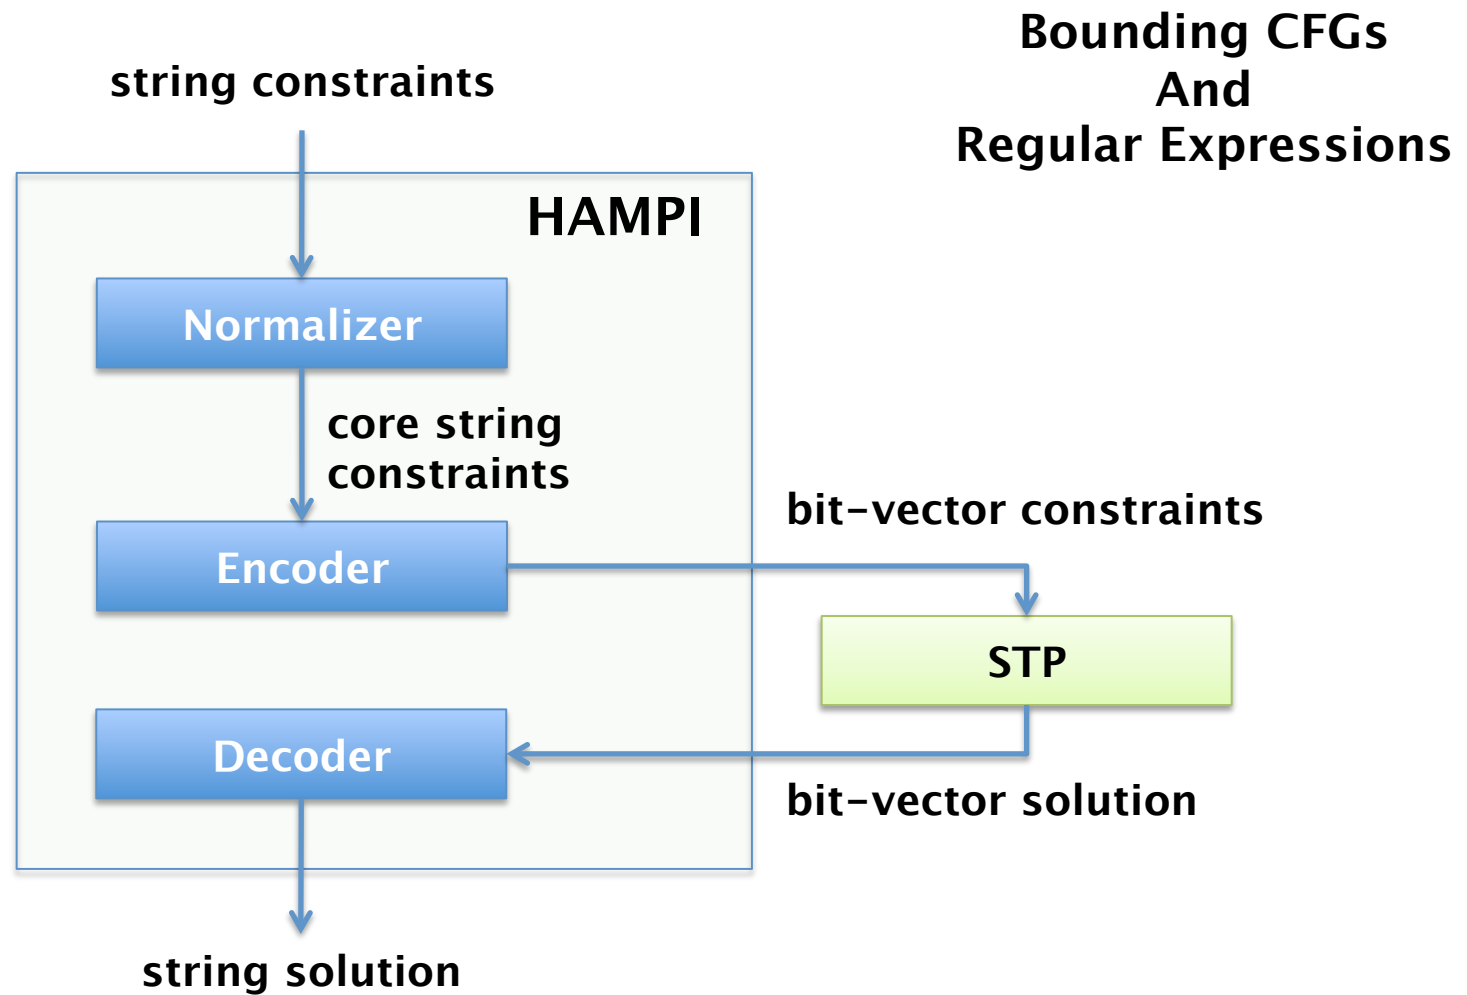 Bounding CFGs
And
Regular Expressions
string constraints
HAMPI
Normalizer
core string
constraints
bit-vector constraints
Encoder
STP
Decoder
bit-vector solution
string solution